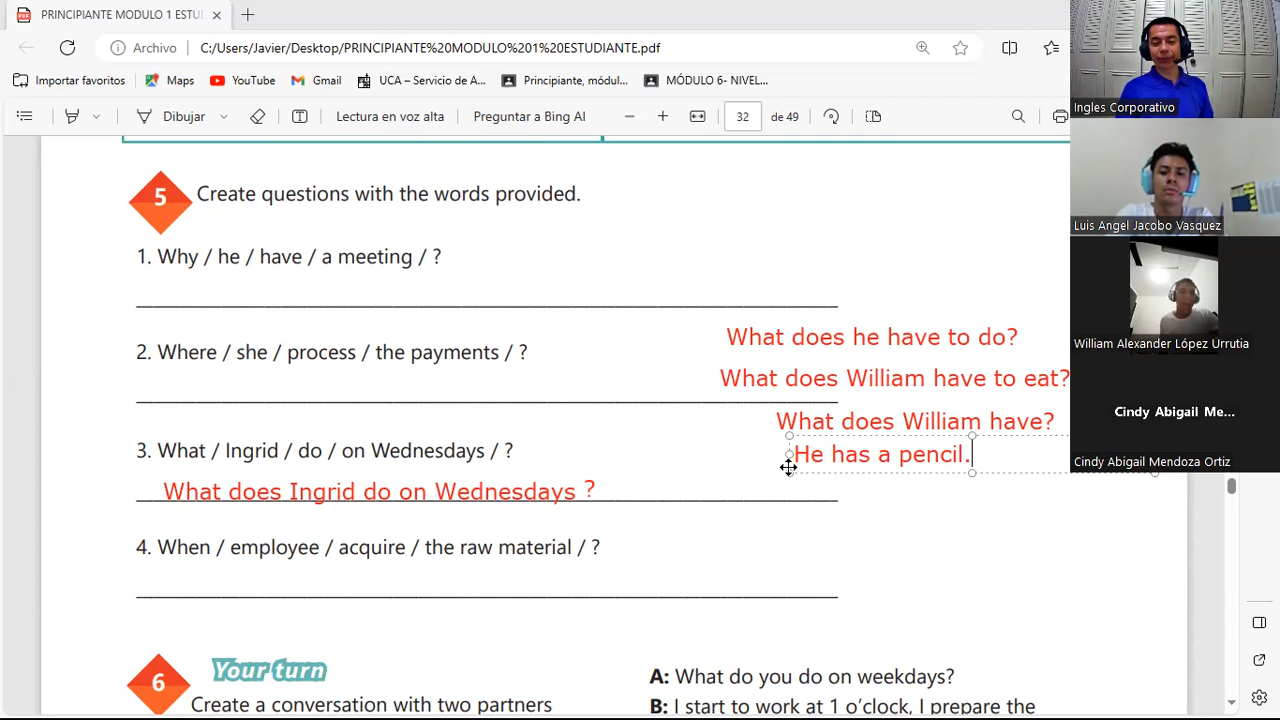 PRINCIPIANTE MODULO 1 ESTU
Archivo
C:/Users/Javier/Desktop/PRINCIPIANTE%20MODULO%201%20ESTUDIANTE.pdf
Importar favoritos
Maps
YouTube
Gmail
UCA – Servicio de A...
Principiante, módul...
MÓDULO 6- NIVEL...
Dibujar
Lectura en voz alta
Preguntar a Bing AI
32
de 49
Ingles Corporativo
Luis Angel Jacobo Vasquez
William Alexander López Urrutia
Cindy Abigail Me...
Cindy Abigail Mendoza Ortiz
5
Create questions with the words provided.
1. Why / he / have / a meeting / ?
What does he have to do?
2. Where / she / process / the payments / ?
What does William have to eat?
What does William have?
3. What / Ingrid / do / on Wednesdays / ?
He has a pencil.
What does Ingrid do on Wednesdays ?
4. When / employee / acquire / the raw material / ?
6
Your turn
Create a conversation with two partners
A: What do you do on weekdays?
B: I start to work at 1 o'clock, I prepare the